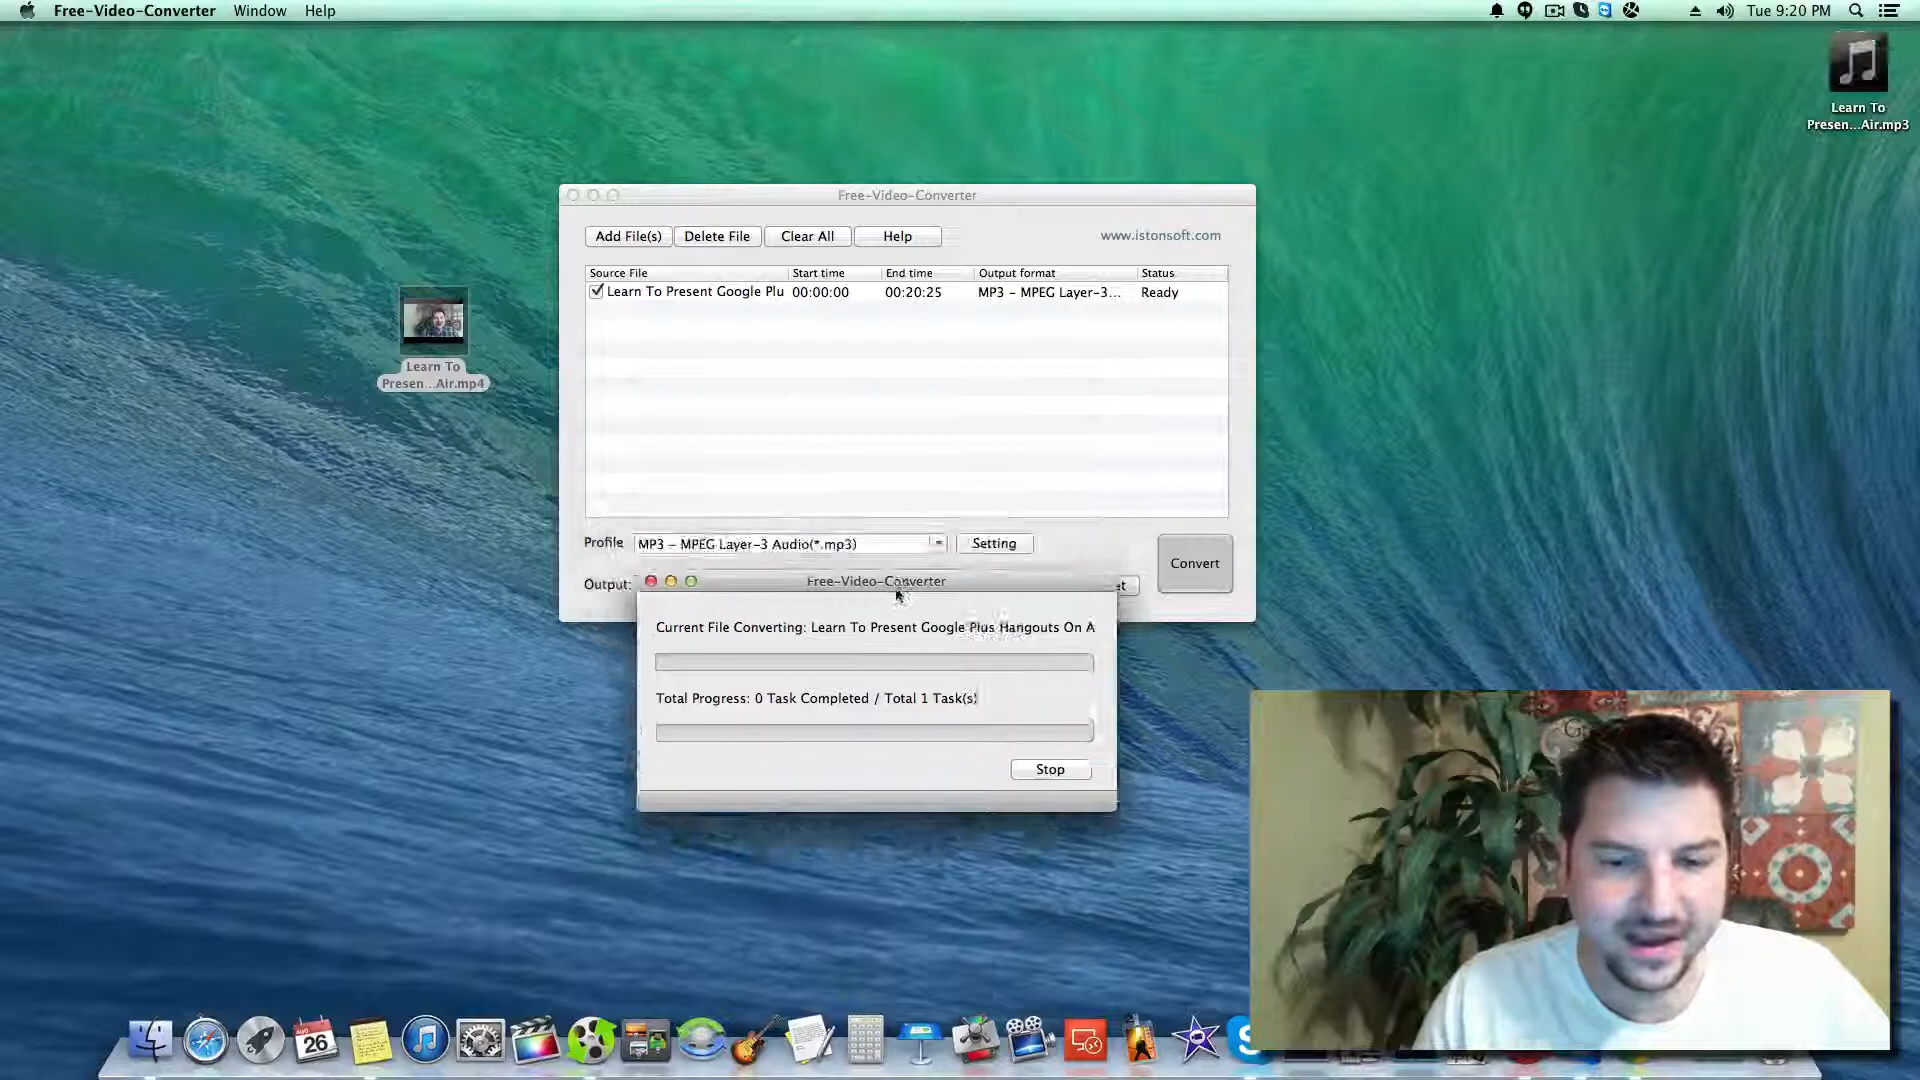 Free-Video-Converter Window Help
Tue 9:20 PM
Learn To
Presen...Air.mp3
Free-Video-Converter
Add File(s) Delete File Clear All Help
www.istonsoft.com
Source File Start time End time Output format Status
Learn To Present Google Plu 00:00:00 00:20:25 MP3 - MPEG Layer-3... Ready
Learn To
Presen...Air.mp4
Profile MP3 - MPEG Layer-3 Audio(*.mp3) Setting
Convert
Output:
Free-Video-Converter
Current File Converting: Learn To Present Google Plus Hangouts On A
Total Progress: 0 Task Completed / Total 1 Task(s)
Stop
AUG
26